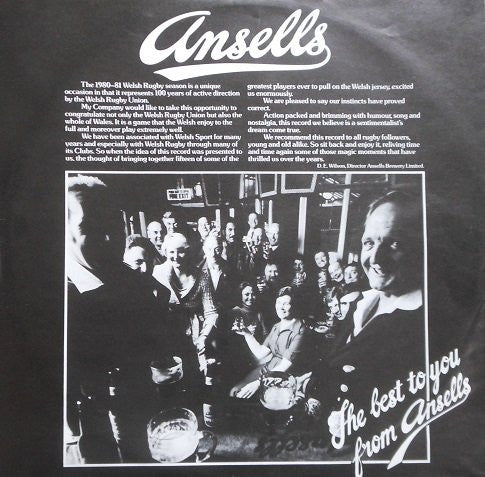 Ansells
The 1980-81 Welsh Rugby season is a unique
occasion in that it represents 100 years of active direction
by the Welsh Rugby Union.
My Company would like to take this opportunity to
congratulate not only the Welsh Rugby Union but also the
whole of Wales. It is a game that the Welsh enjoy to the
full and moreover play extremely well.
We have been associated with Welsh Sport for many
years and especially with Welsh Rugby through many of
its Clubs. So when the idea of this record was presented to
us, the thought of bringing together fifteen of some of the
greatest players ever to pull on the Welsh jersey, excited
us enormously.
We are pleased to say our instincts have proved
correct.
Action packed and brimming with humour, song and
nostalgia, this record we believe is a sentimentalist's
dream come true.
We recommend this record to all rugby followers,
young and old alike. So sit back and enjoy it, reliving time
and time again some of those magic moments that have
thrilled us over the years.
D. E. Wilson, Director Ansells Brewery Limited.
FIRE EXIT
The best to you
from Ansells